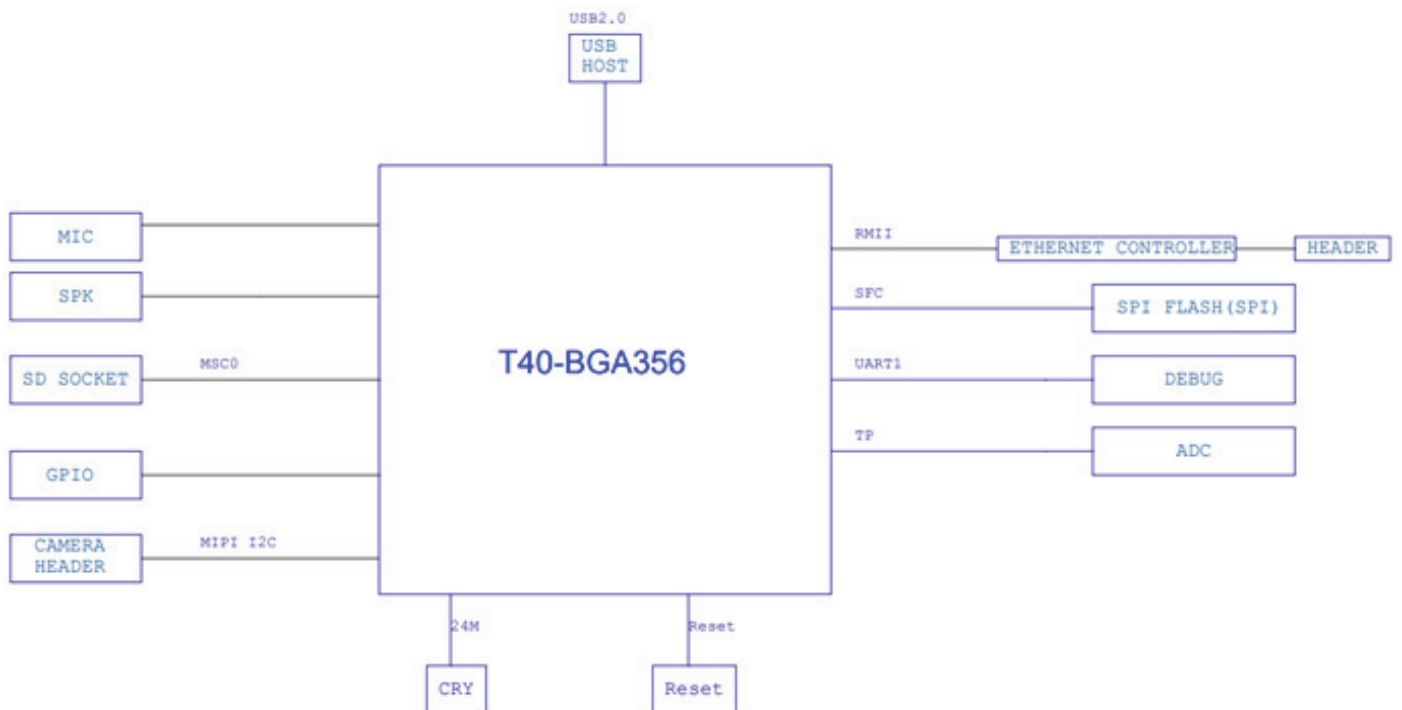 USB2.0
USB
HOST
MIC
SPK
SD SOCKET
MSC0
GPIO
CAMERA
HEADER
MIPI I2C
T40-BGA356
RMII
ETHERNET CONTROLLER
HEADER
SFC
SPI FLASH(SPI)
UART1
DEBUG
TP
ADC
24M
CRY
Reset
Reset